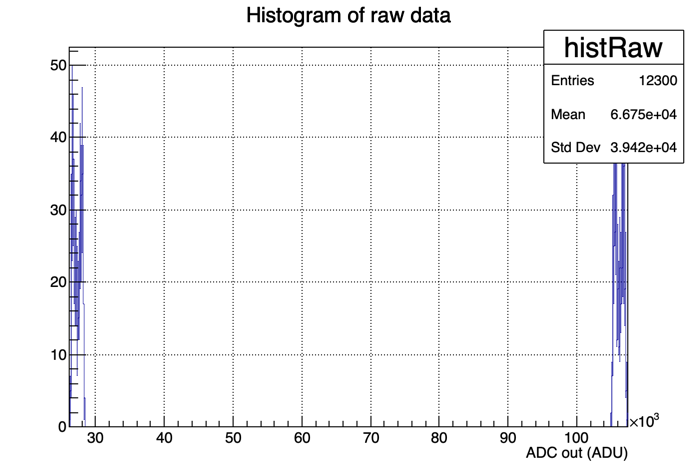 Histogram of raw data
histRaw
Entries 12300
Mean 6.675e+04
Std Dev 3.942e+04
50
40
30
20
10
0
30 40 50 60 70 80 90 100 ×10³
ADC out (ADU)